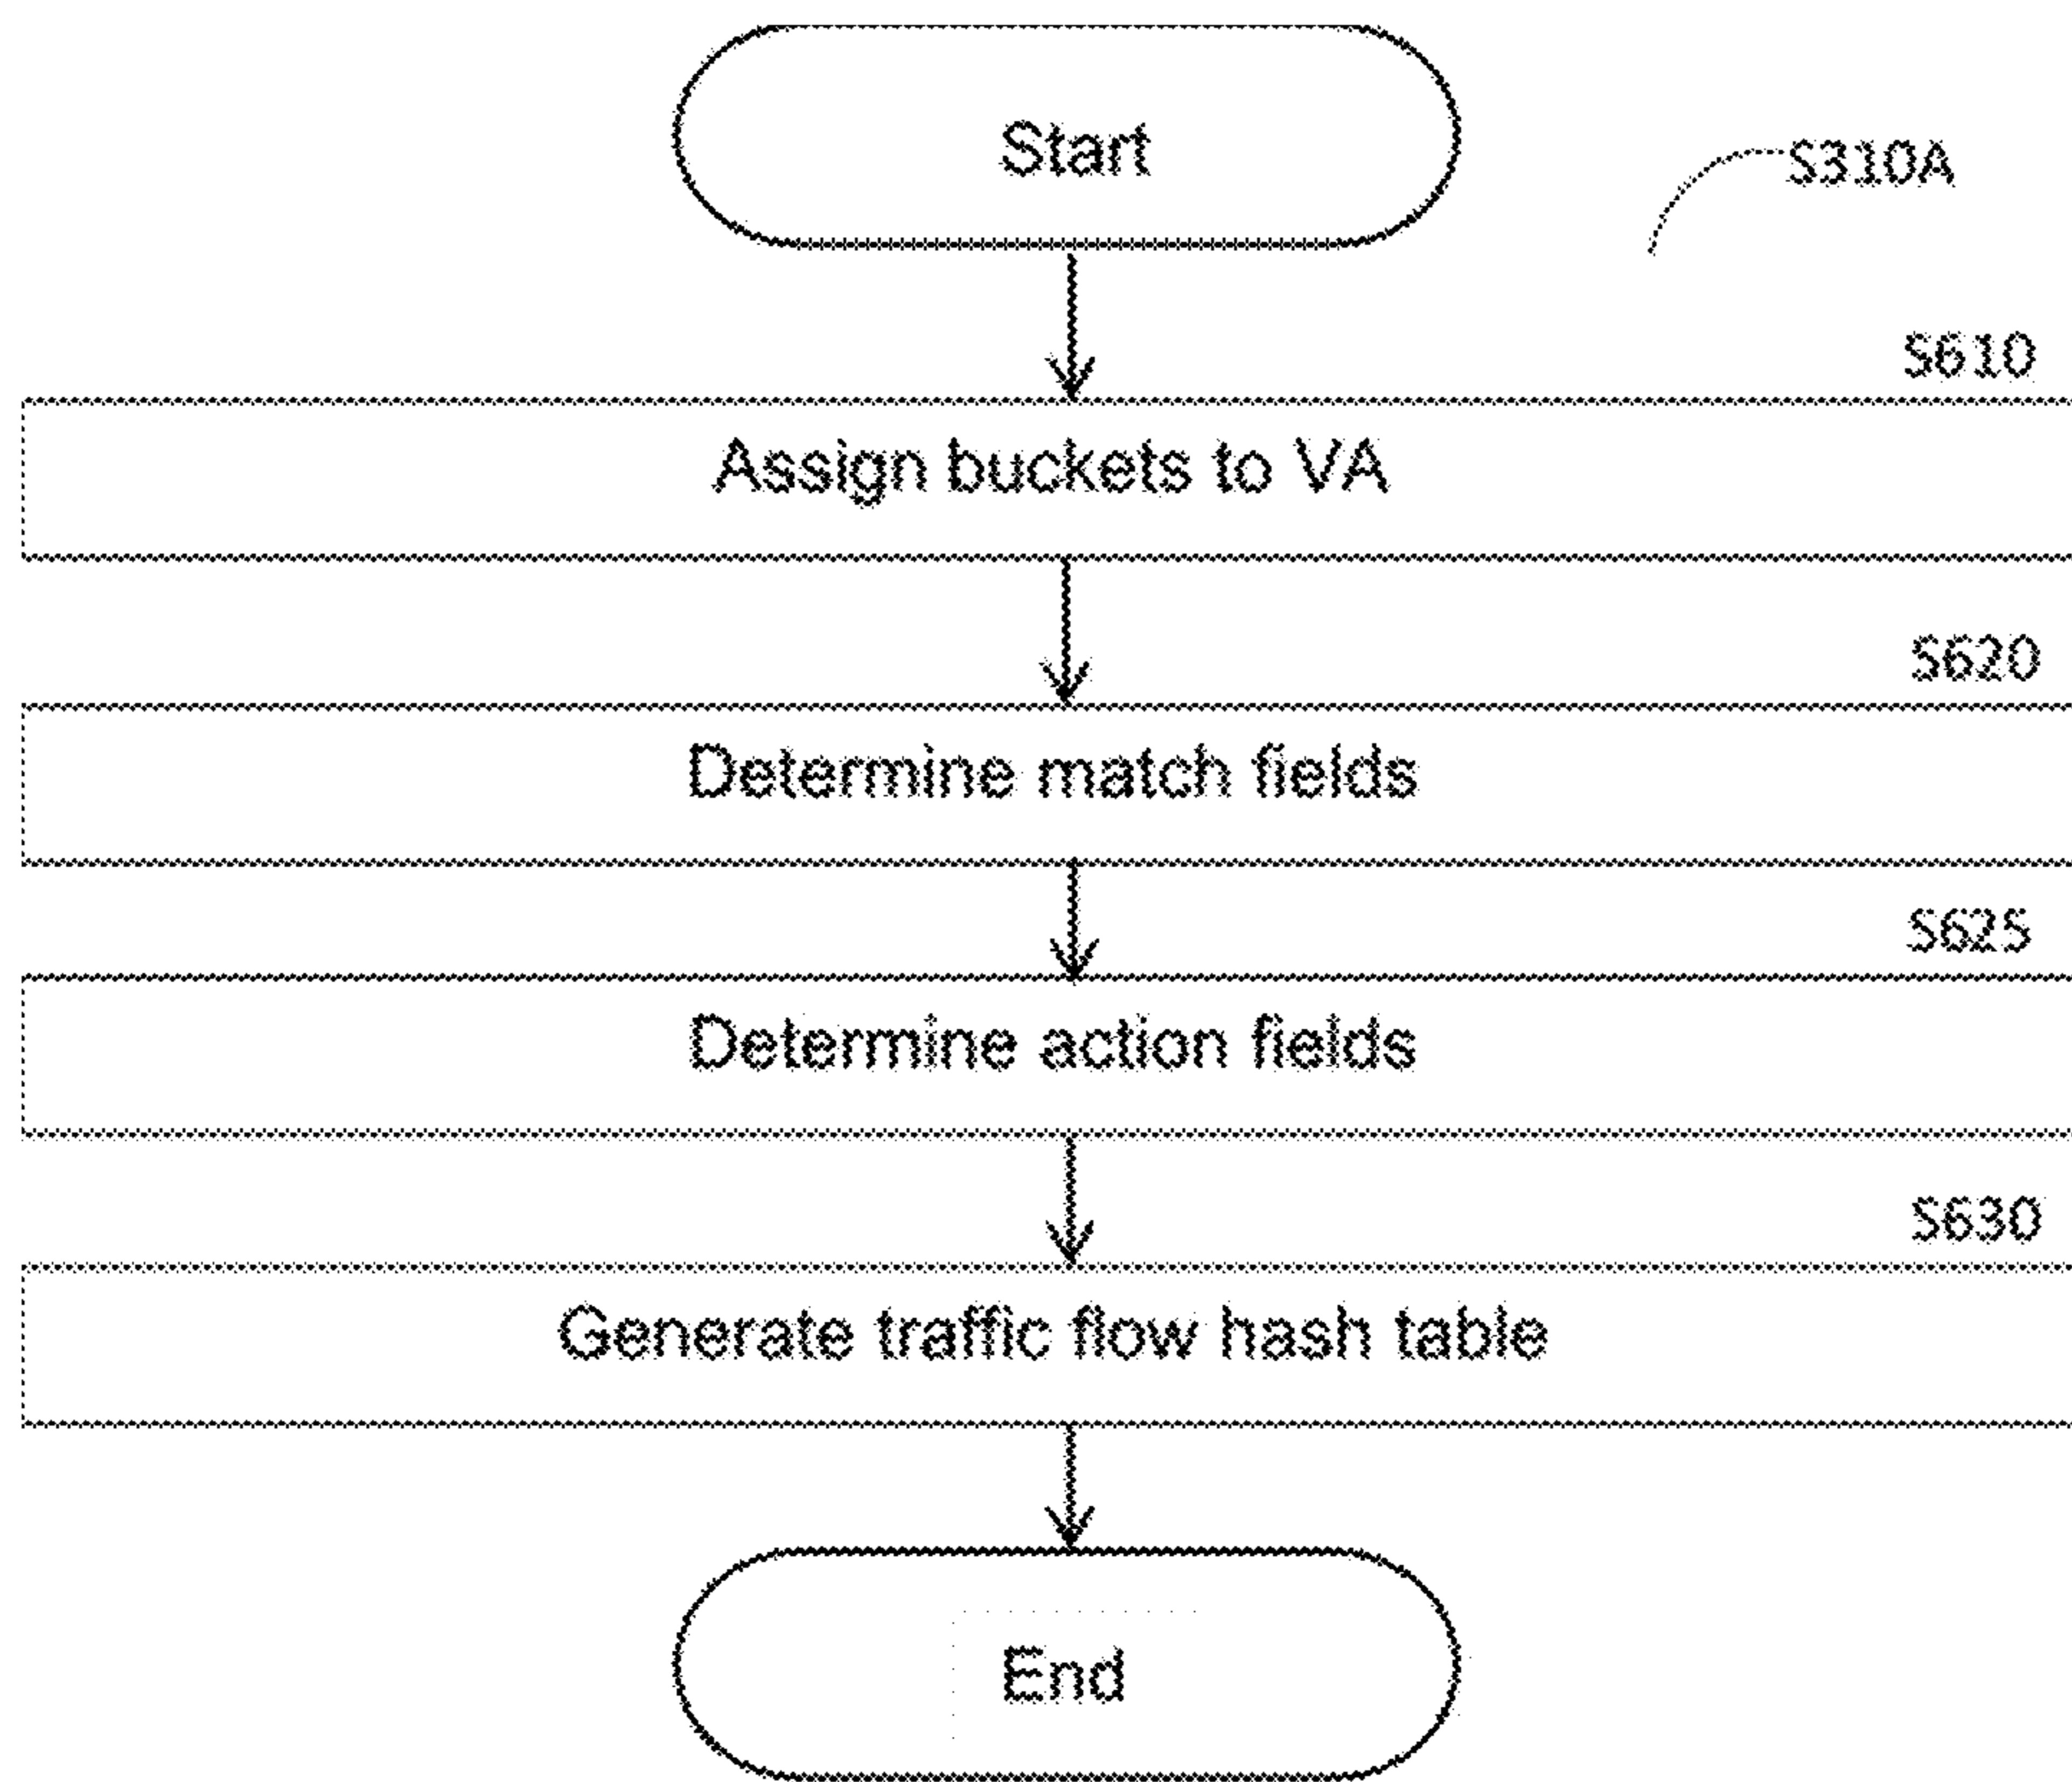 Start
S310A
S610
Assign buckets to VA
S620
Determine match fields
S625
Determine action fields
S630
Generate traffic flow hash table
End